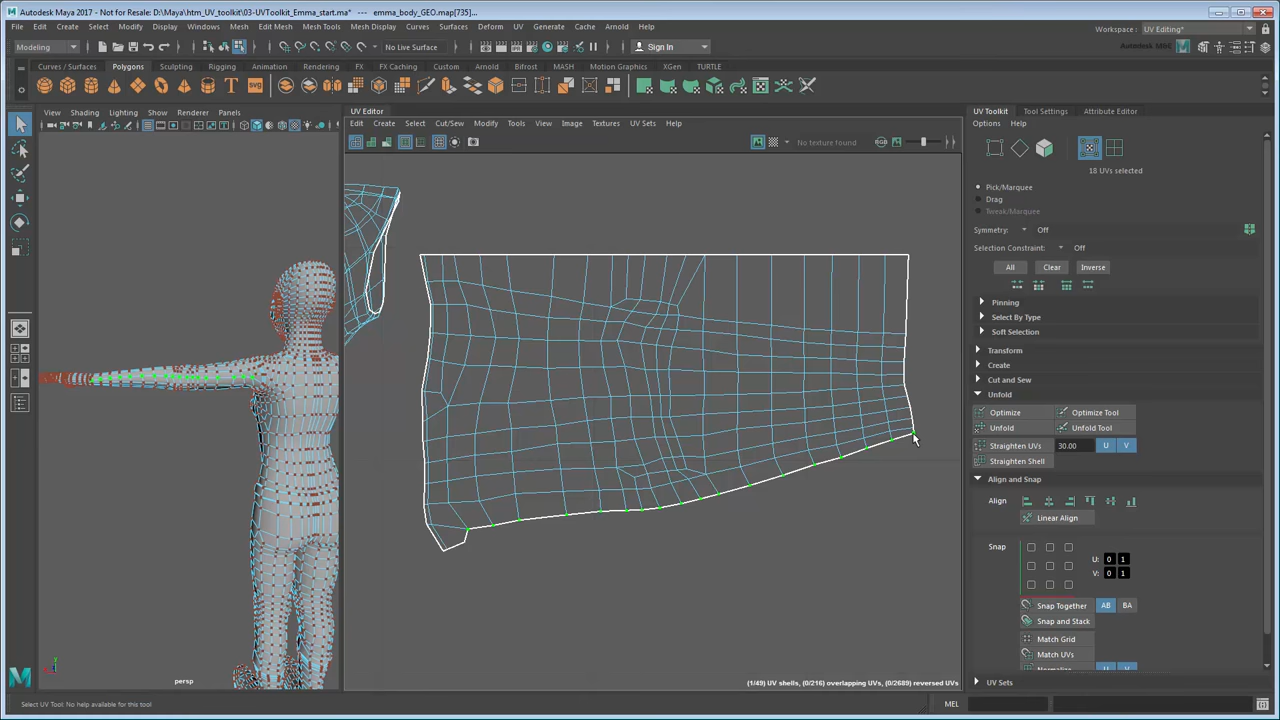 Autodesk Maya 2017 - Not for Resale: D:\Maya\htm_UV_toolkit\03-UVToolkit_Emma_start.ma* --- emma_body_GEO.map[735]...
File Edit Create Select Modify Display Windows Mesh Edit Mesh Mesh Tools Mesh Display Curves Surfaces Deform UV Generate Cache Arnold Help
Workspace: UV Editing*
Modeling No Live Surface Sign In
Curves / Surfaces Polygons Sculpting Rigging Animation Rendering FX FX Caching Custom Arnold Bifrost MASH Motion Graphics XGen TURTLE
View Shading Lighting Show Renderer Panels
UV Editor
Edit Create Select Cut/Sew Modify Tools View Image Textures UV Sets Help
No texture found
RGB
UV Toolkit Tool Settings Attribute Editor
Options Help
18 UVs selected
Pick/Marquee
Drag
Tweak/Marquee
Symmetry: Off
Selection Constraint: Off
All Clear Inverse
Pinning
Select By Type
Soft Selection
Transform
Create
Cut and Sew
Unfold
Optimize Optimize Tool
Unfold Unfold Tool
Straighten UVs 30.00 U V
Straighten Shell
Align and Snap
Align
Linear Align
Snap
U: 0 1
V: 0 1
Snap Together AB BA
Snap and Stack
Match Grid
Match UVs
Normalize
UV Sets
persp
(1/49) UV shells, (0/216) overlapping UVs, (0/2689) reversed UVs
Select UV Tool: No help available for this tool
MEL